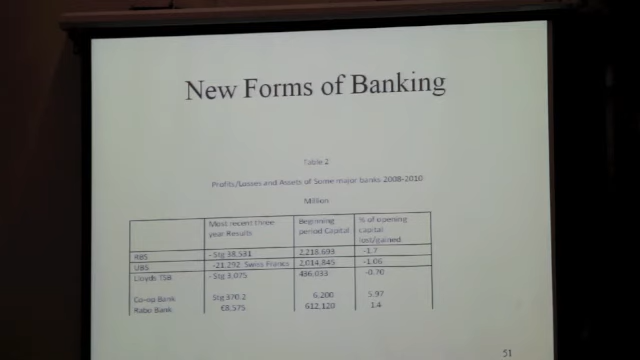 New Forms of Banking
Table 2
Profits/Losses and Assets of Some major banks 2008-2010
Million
Most recent three year Results
Beginning period Capital
% of opening capital lost/gained
RBS - Stg 38,531 2,218,693 -1.7
UBS -21,292 Swiss Francs 2,014,845 -1.06
Lloyds TSB - Stg 3,075 436,033 -0.70
Co-op Bank Stg 370.2 6,200 5.97
Rabo Bank €8,575 612,120 1.4
51